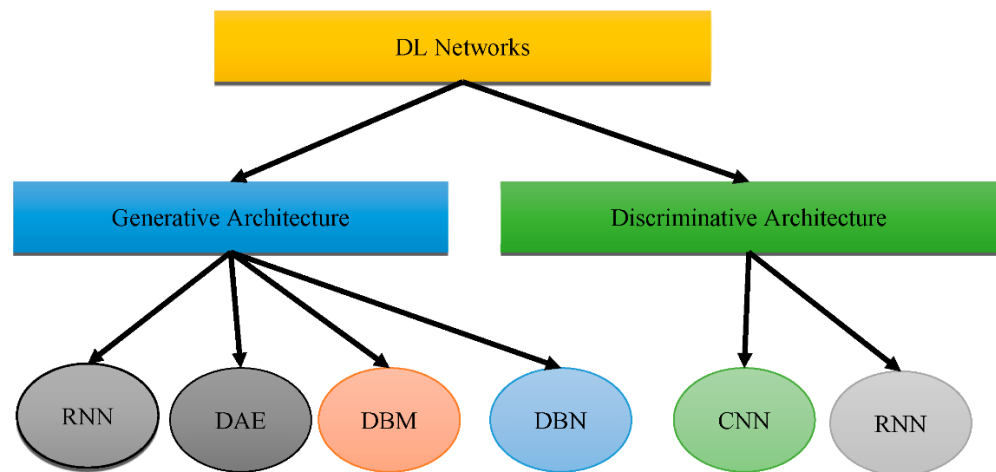 DL Networks
Generative Architecture
Discriminative Architecture
RNN
DAE
DBM
DBN
CNN
RNN